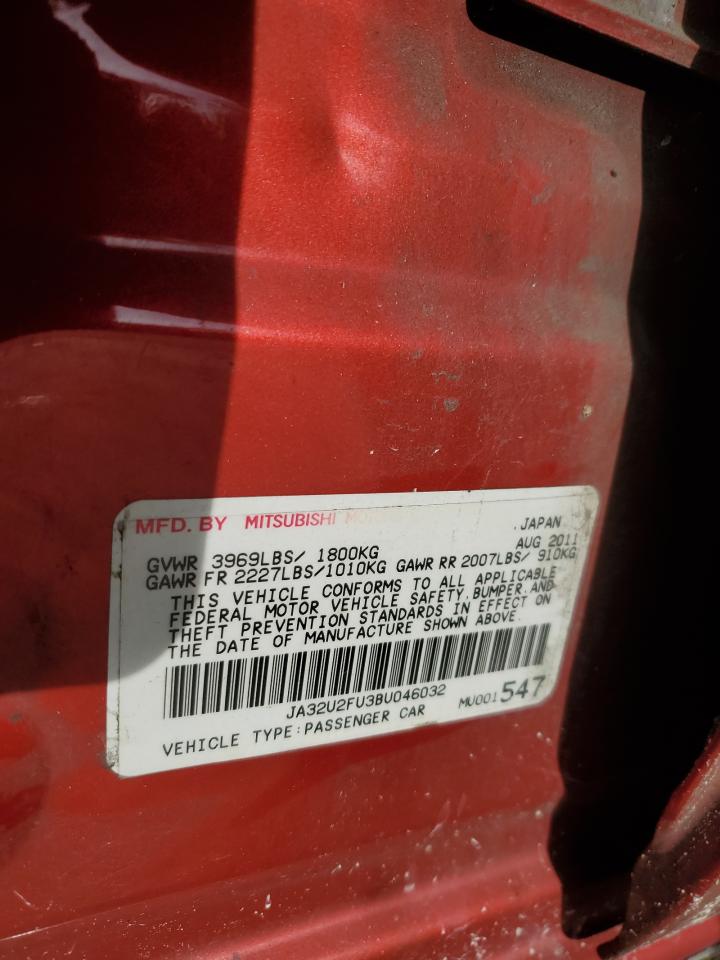 MFD. BY MITSUBISHI MOTORS JAPAN
GVWR 3969LBS/ 1800KG AUG 2011
GAWR FR 2227LBS/1010KG GAWR RR 2007LBS/ 910KG
THIS VEHICLE CONFORMS TO ALL APPLICABLE
FEDERAL MOTOR VEHICLE SAFETY, BUMPER, AND
THEFT PREVENTION STANDARDS IN EFFECT ON
THE DATE OF MANUFACTURE SHOWN ABOVE.
JA32U2FU3BU046032 MU001547
VEHICLE TYPE:PASSENGER CAR